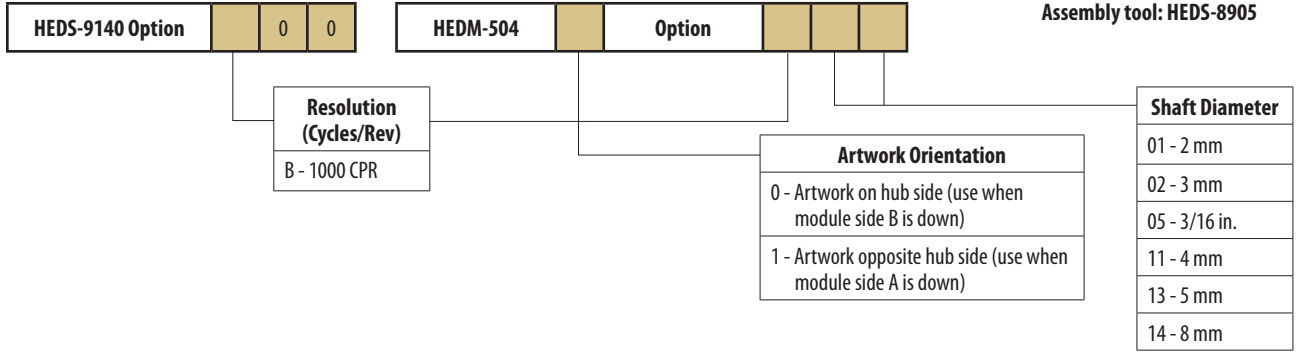 HEDS-9140 Option 0 0 HEDM-504 Option
Assembly tool: HEDS-8905
Resolution
(Cycles/Rev)
B - 1000 CPR
Artwork Orientation
0 - Artwork on hub side (use when
module side B is down)
1 - Artwork opposite hub side (use when
module side A is down)
Shaft Diameter
01 - 2 mm
02 - 3 mm
05 - 3/16 in.
11 - 4 mm
13 - 5 mm
14 - 8 mm